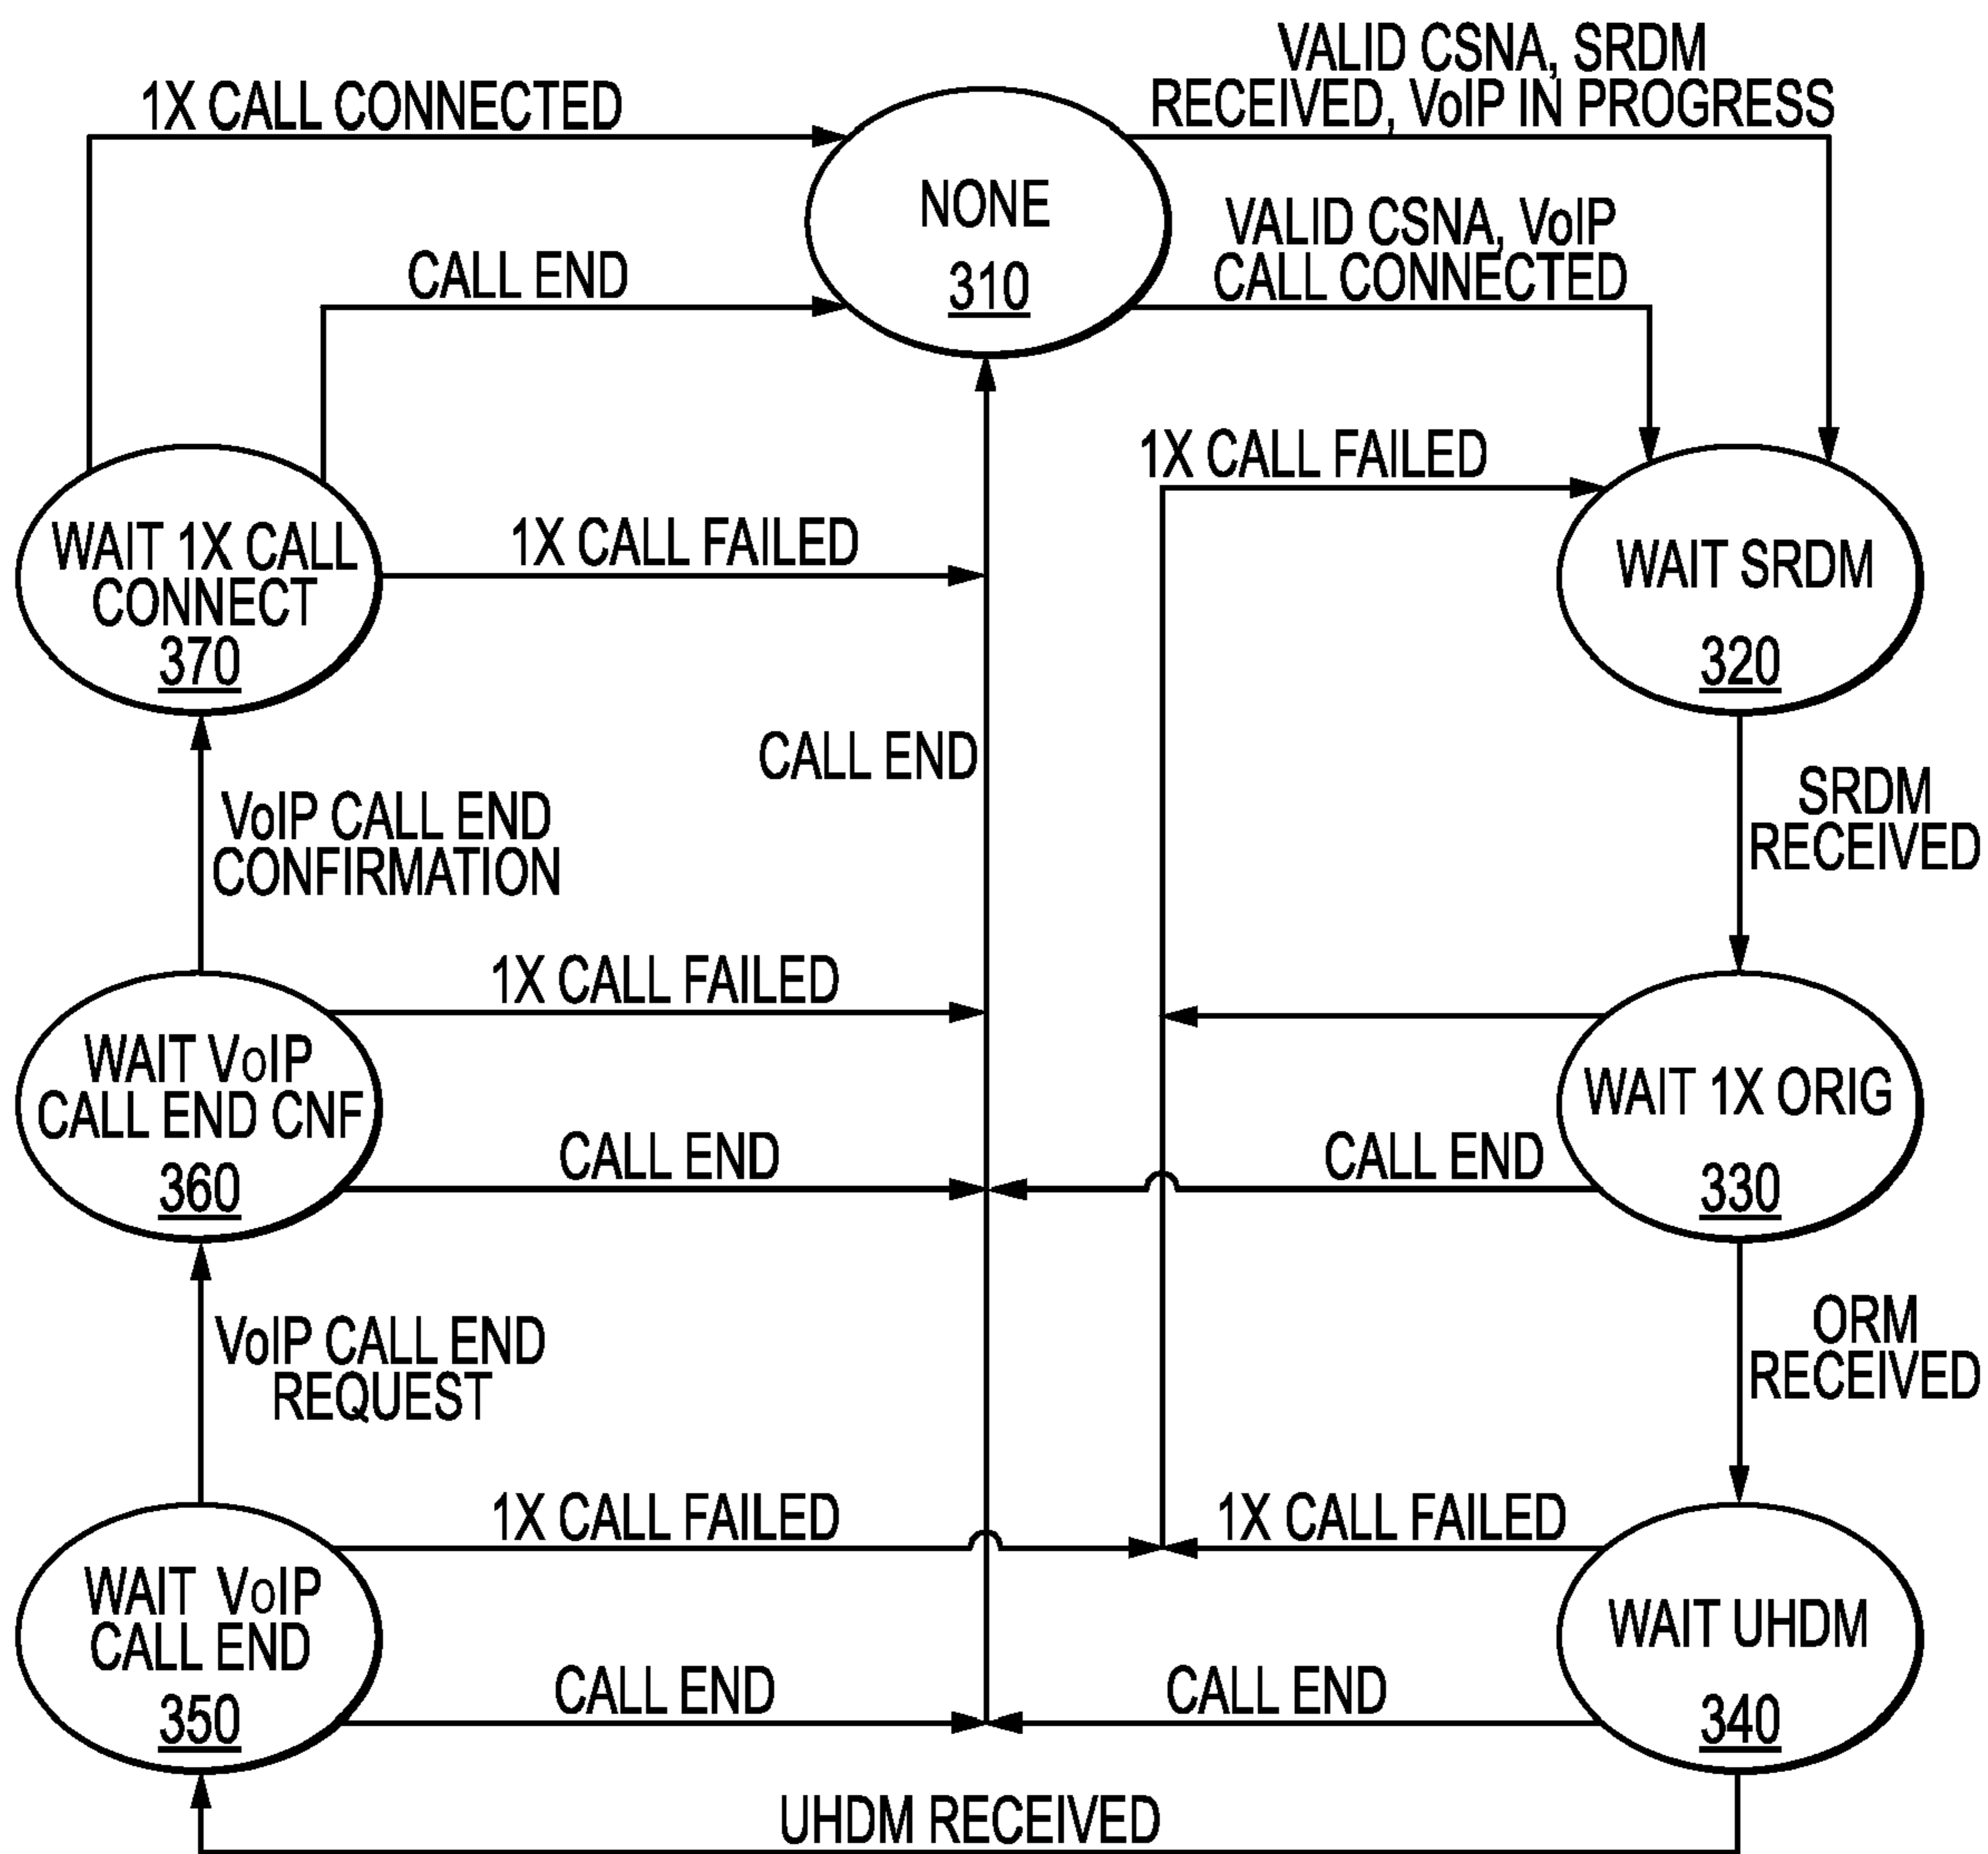 VALID CSNA, SRDM
RECEIVED, VoIP IN PROGRESS
1X CALL CONNECTED
NONE
310
VALID CSNA, VoIP
CALL CONNECTED
CALL END
1X CALL FAILED
WAIT 1X CALL
CONNECT
370
1X CALL FAILED
WAIT SRDM
320
CALL END
SRDM
RECEIVED
VoIP CALL END
CONFIRMATION
1X CALL FAILED
WAIT VoIP
CALL END CNF
360
CALL END
CALL END
WAIT 1X ORIG
330
ORM
RECEIVED
VoIP CALL END
REQUEST
1X CALL FAILED
1X CALL FAILED
WAIT VoIP
CALL END
350
WAIT UHDM
340
CALL END
CALL END
UHDM RECEIVED